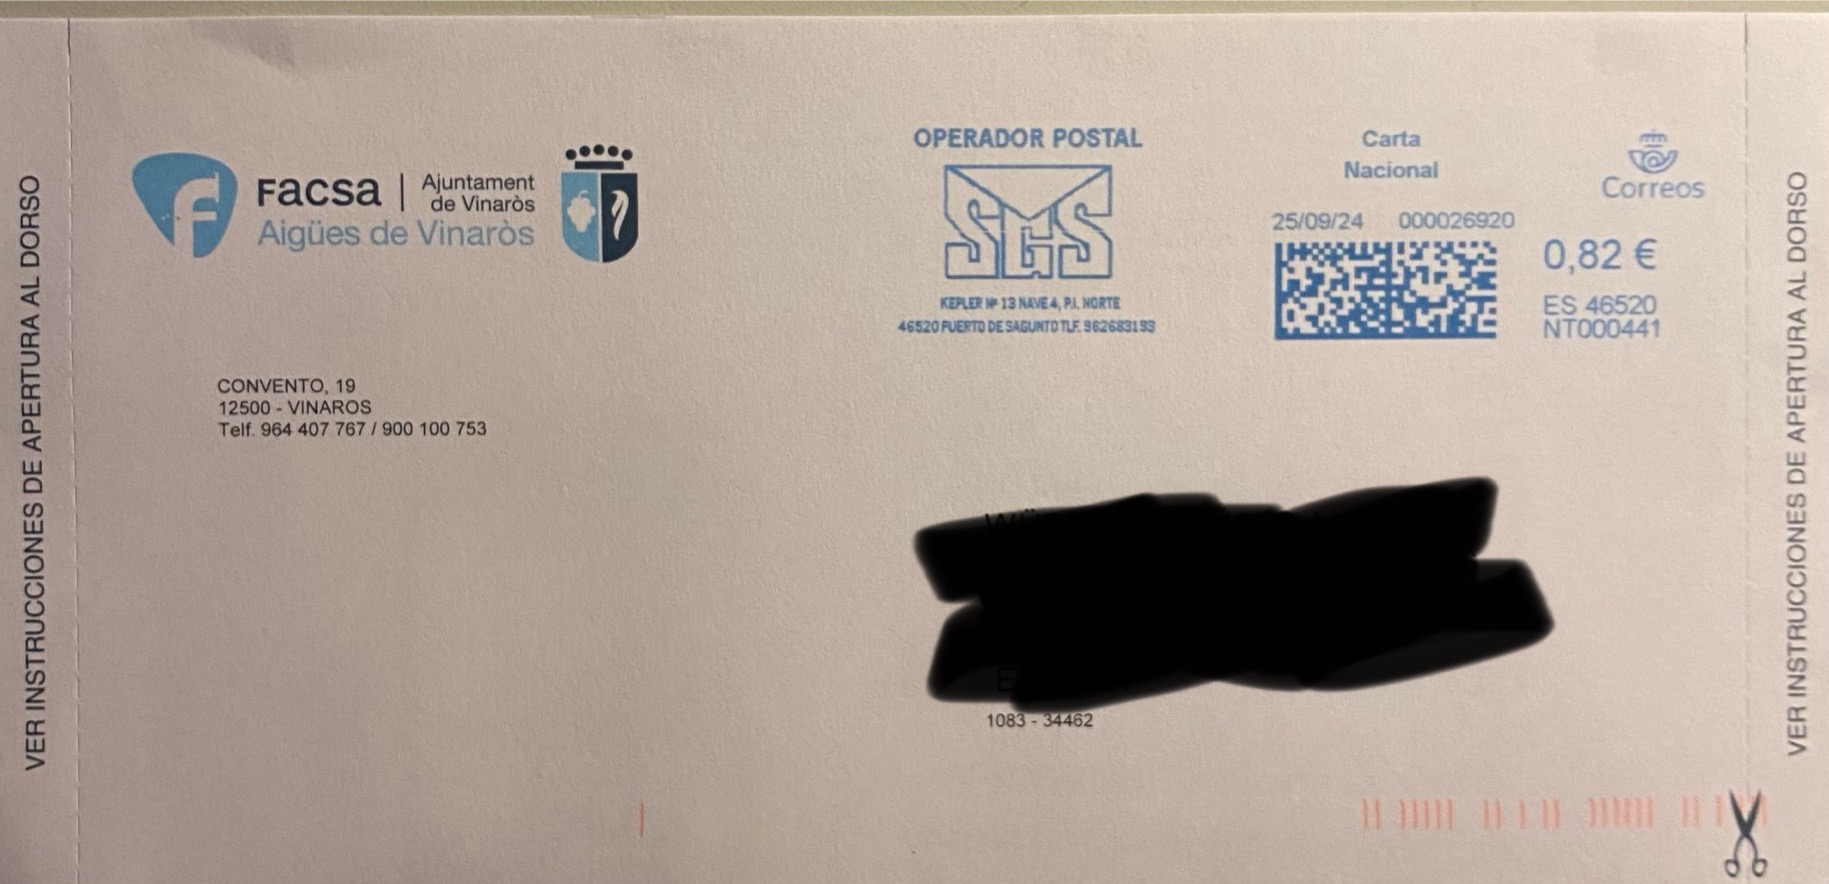 VER INSTRUCCIONES DE APERTURA AL DORSO
Facsa | Ajuntament de Vinaròs
Aigües de Vinaròs
CONVENTO, 19
12500 - VINAROS
Telf. 964 407 767 / 900 100 753
OPERADOR POSTAL
SGS
KEPLER Nº 13 NAVE 4, P.I. NORTE
46520 PUERTO DE SAGUNTO TLF. 962683193
Carta
Nacional
25/09/24 000026920
Correos
0,82 €
ES 46520
NT000441
1083 - 34462
VER INSTRUCCIONES DE APERTURA AL DORSO